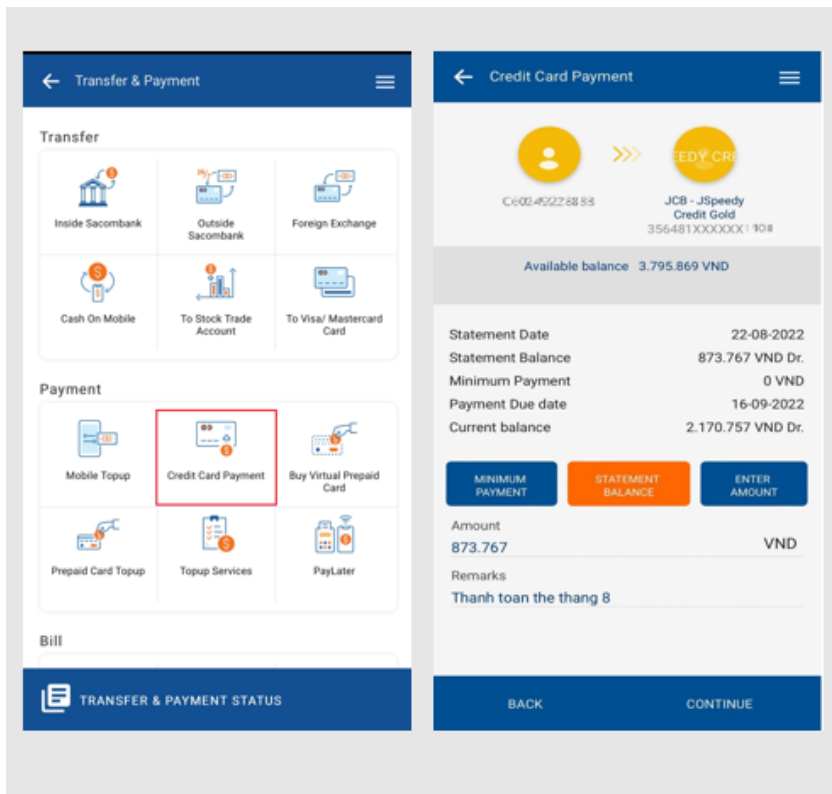 Transfer & Payment
Transfer
Inside Sacombank
Outside
Sacombank
Foreign Exchange
Cash On Mobile
To Stock Trade
Account
To Visa/ Mastercard
Card
Payment
Mobile Topup
Credit Card Payment
Buy Virtual Prepaid
Card
Prepaid Card Topup
Topup Services
PayLater
Bill
TRANSFER & PAYMENT STATUS
Credit Card Payment
EEDY CRE
JCB - JSpeedy
Credit Gold
Available balance 3.795.869 VND
Statement Date 22-08-2022
Statement Balance 873.767 VND Dr.
Minimum Payment 0 VND
Payment Due date 16-09-2022
Current balance 2.170.757 VND Dr.
MINIMUM
PAYMENT
STATEMENT
BALANCE
ENTER
AMOUNT
Amount
873.767 VND
Remarks
Thanh toan the thang 8
BACK
CONTINUE